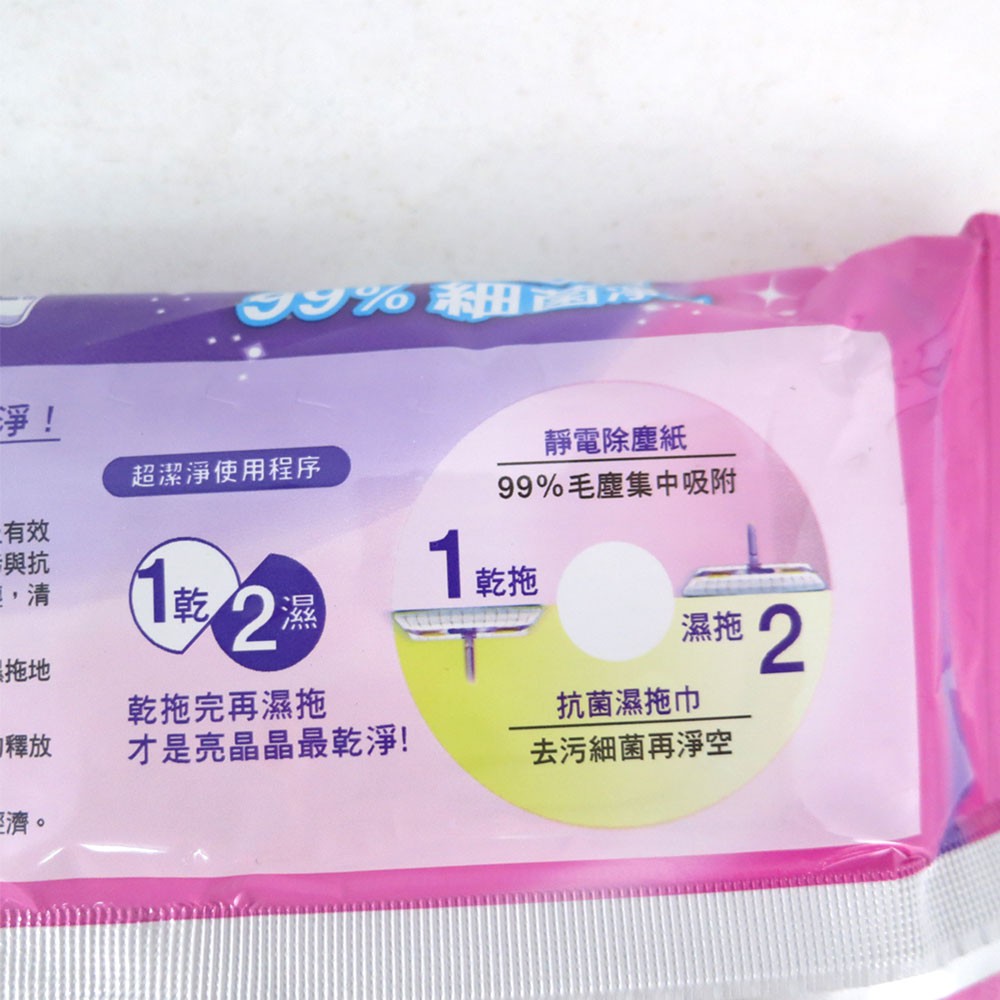 99%細菌淨
淨！
超潔淨使用程序
有效
與抗
，清
拖地
釋放
濟。
1乾
2濕
乾拖完再濕拖
才是亮晶晶最乾淨!
靜電除塵紙
99%毛塵集中吸附
1乾拖
濕拖2
抗菌濕拖巾
去污細菌再淨空